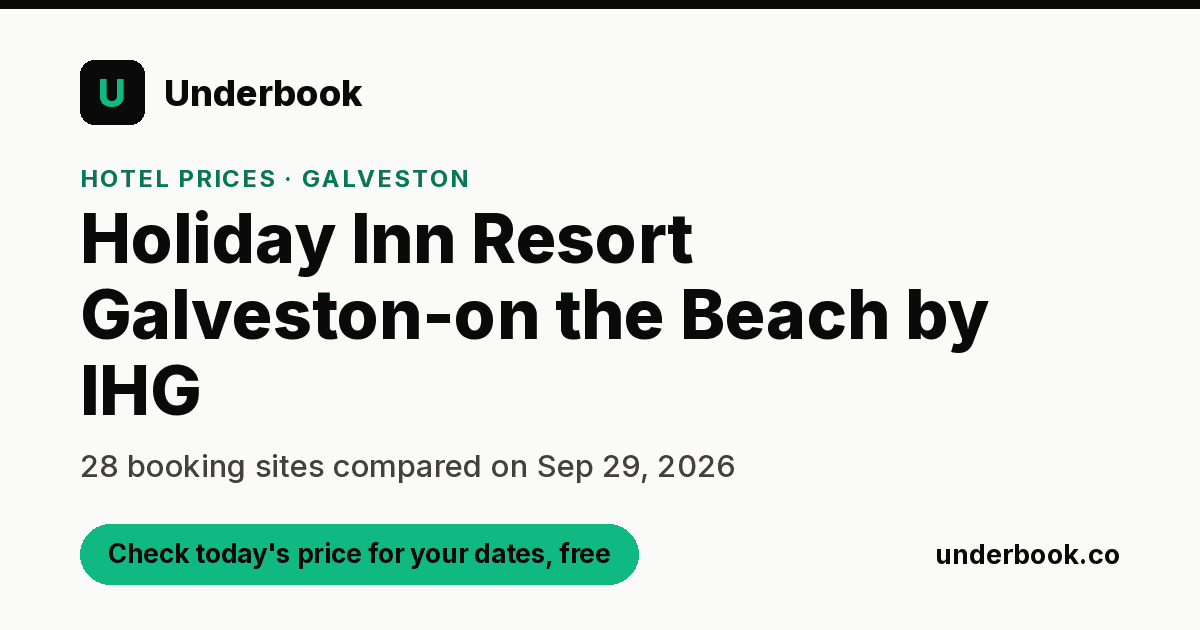 U Underbook
HOTEL PRICES · GALVESTON
Holiday Inn Resort
Galveston-on the Beach by
IHG
28 booking sites compared on Sep 29, 2026
Check today's price for your dates, free
underbook.co